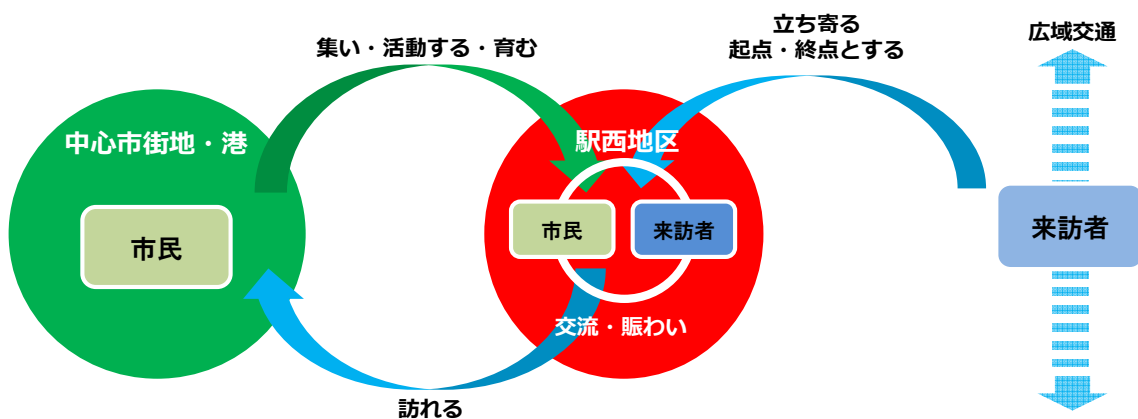 集い・活動する・育む
立ち寄る
起点・終点とする
広域交通
中心市街地・港
駅西地区
市民
市民
来訪者
来訪者
交流・賑わい
訪れる